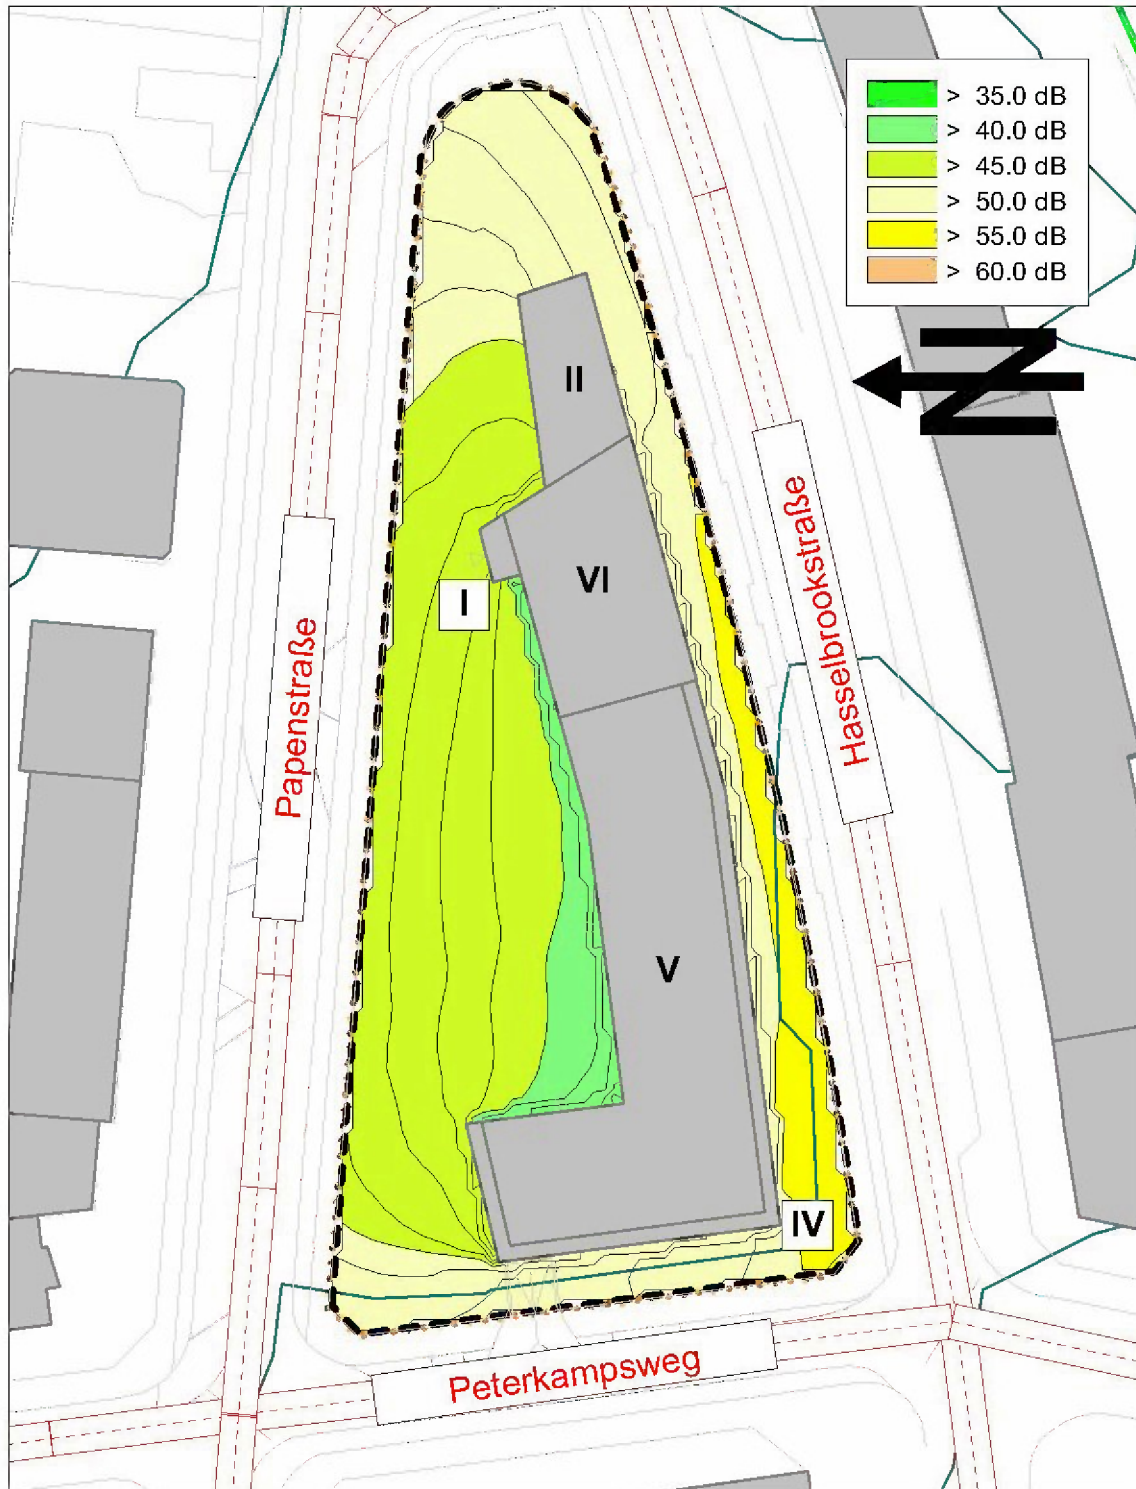 > 35.0 dB
> 40.0 dB
> 45.0 dB
> 50.0 dB
> 55.0 dB
> 60.0 dB
N
II
VI
I
V
IV
Papenstraße
Hasselbrookstraße
Peterkampsweg